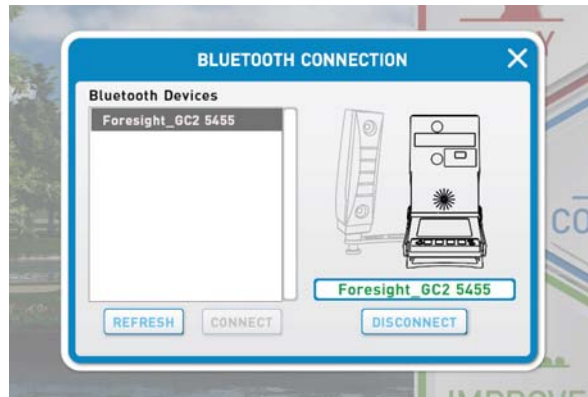 BLUETOOTH CONNECTION
Bluetooth Devices
Foresight_GC2 5455
Foresight_GC2 5455
REFRESH
CONNECT
DISCONNECT